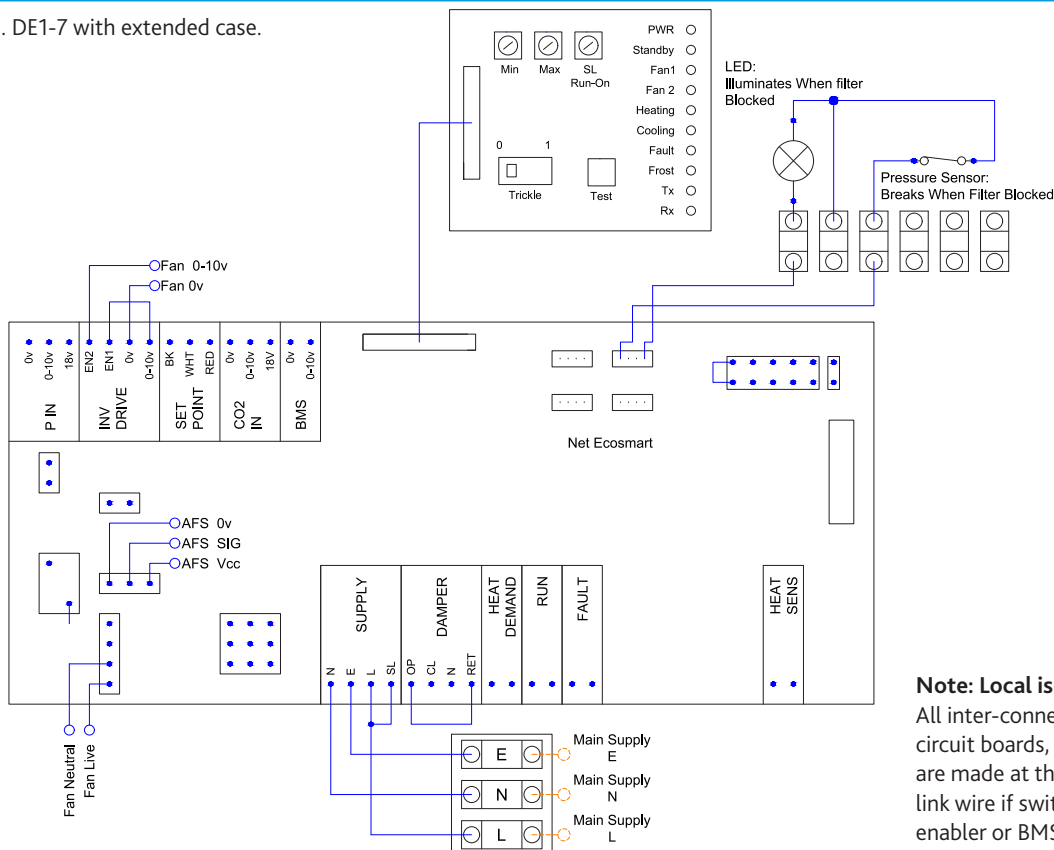 . DE1-7 with extended case.
PWR
Standby
Fan1
Fan 2
Heating
Cooling
Fault
Frost
Tx
Rx
Min
Max
SL
Run-On
0 1
Trickle
Test
LED:
Illuminates When filter
Blocked
Pressure Sensor:
Breaks When Filter Blocked
Fan 0-10v
Fan 0v
0v
0-10v
18v
P IN
EN2
EN1
0v
0-10v
INV
DRIVE
BK
WHT
RED
SET
POINT
0v
0-10v
18V
CO2
IN
0v
0-10v
BMS
Net Ecosmart
AFS 0v
AFS SIG
AFS Vcc
SUPPLY
N
E
L
SL
DAMPER
OP
CL
N
RET
HEAT
DEMAND
RUN
FAULT
HEAT
SENS
Fan Neutral
Fan Live
E
Main Supply
E
N
Main Supply
N
L
Main Supply
L
Note: Local is
All inter-conne
circuit boards,
are made at th
link wire if swit
enabler or BMS